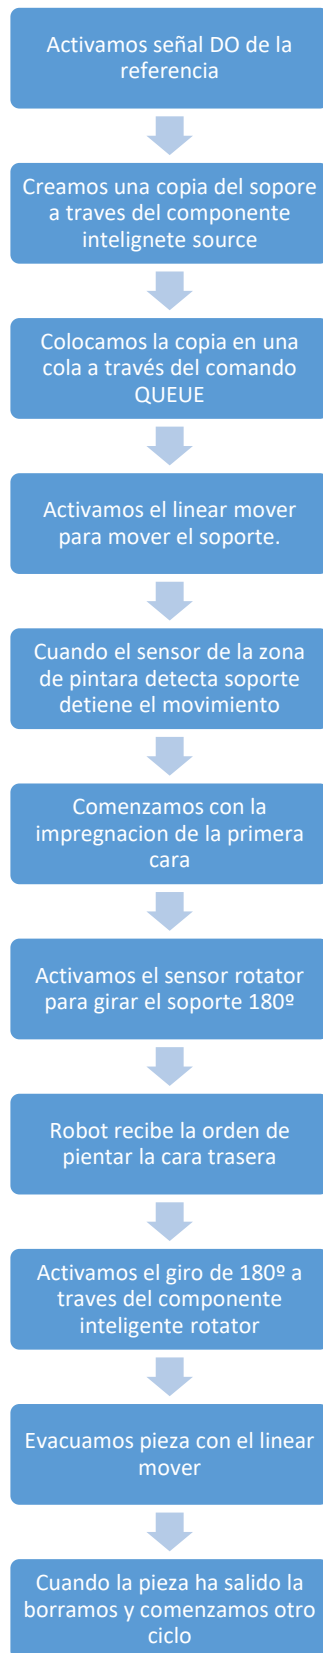 Activamos señal DO de la
referencia
Creamos una copia del sopore
a traves del componente
intelignete source
Colocamos la copia en una
cola a través del comando
QUEUE
Activamos el linear mover
para mover el soporte.
Cuando el sensor de la zona
de pintara detecta soporte
detiene el movimiento
Comenzamos con la
impregnacion de la primera
cara
Activamos el sensor rotator
para girar el soporte 180º
Robot recibe la orden de
pientar la cara trasera
Activamos el giro de 180º a
traves del componente
inteligente rotator
Evacuamos pieza con el linear
mover
Cuando la pieza ha salido la
borramos y comenzamos otro
ciclo